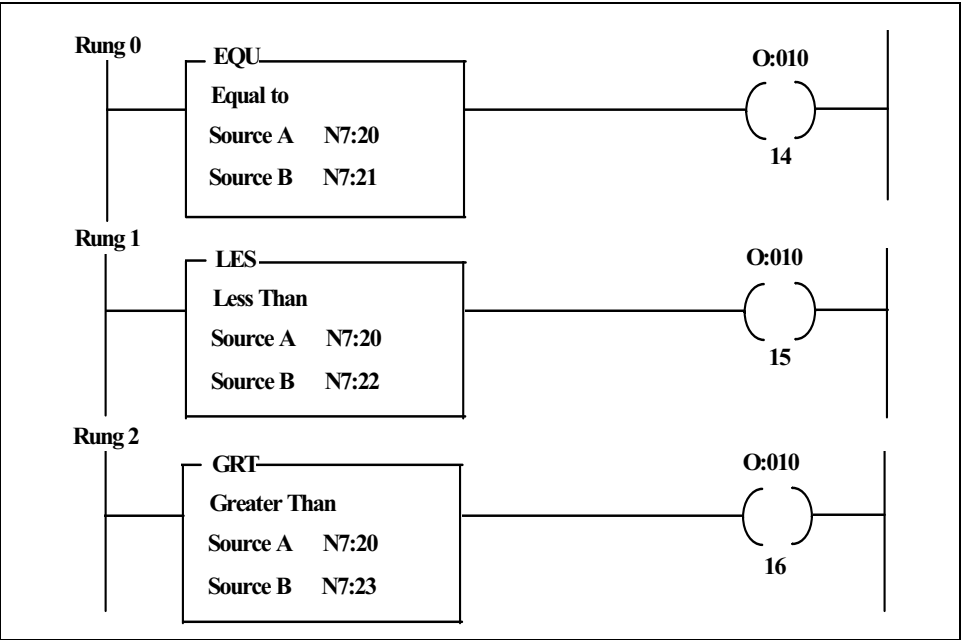 Rung 0
EQU
O:010
Equal to
Source A N7:20
Source B N7:21
14
Rung 1
LES
O:010
Less Than
Source A N7:20
Source B N7:22
15
Rung 2
GRT
O:010
Greater Than
Source A N7:20
Source B N7:23
16